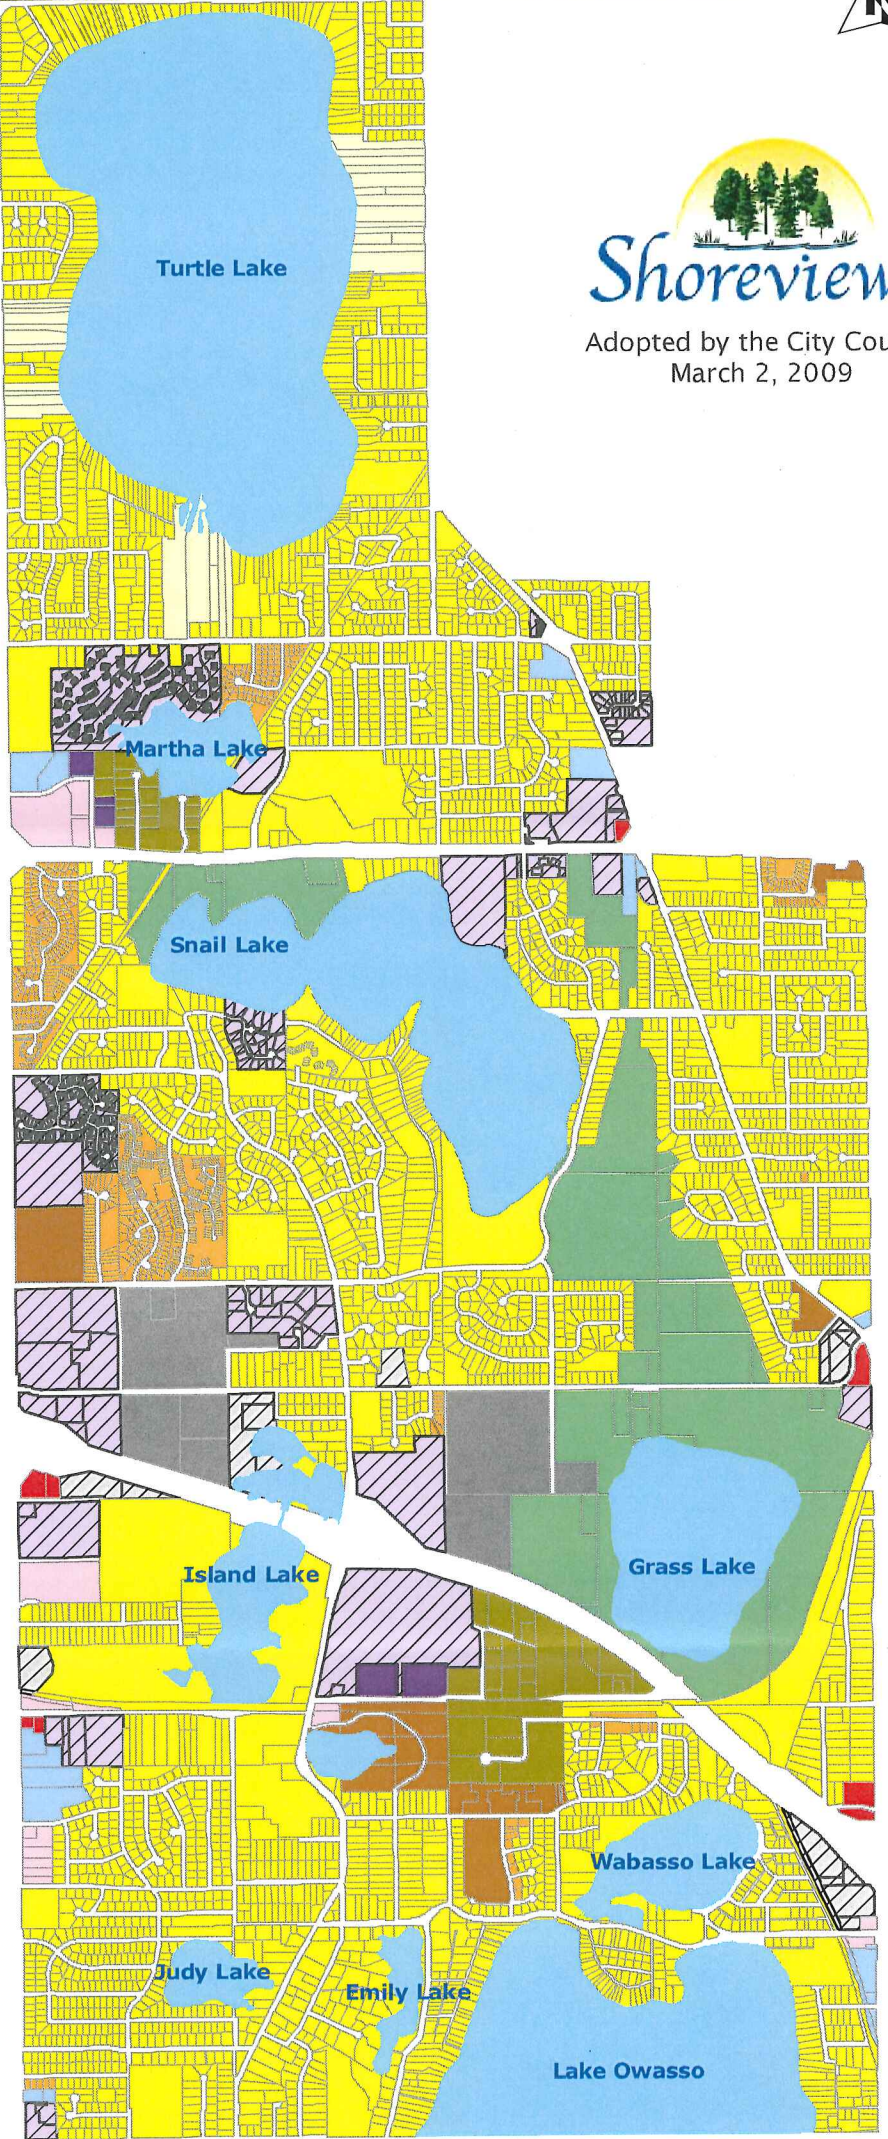 Turtle Lake
Shoreview
Adopted by the City Cou
March 2, 2009
Martha Lake
Snail Lake
Island Lake
Grass Lake
Wabasso Lake
Judy Lake
Emily Lake
Lake Owasso